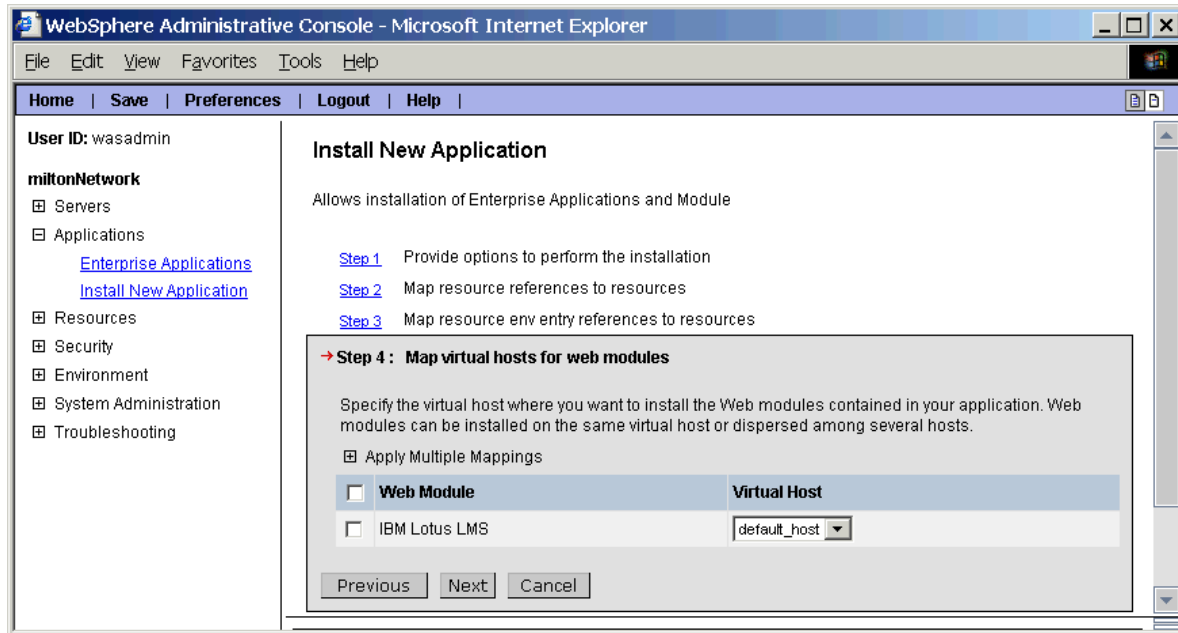 WebSphere Administrative Console - Microsoft Internet Explorer
File Edit View Favorites Tools Help
Home | Save | Preferences | Logout | Help |
User ID: wasadmin
miltonNetwork
Servers
Applications
Enterprise Applications
Install New Application
Resources
Security
Environment
System Administration
Troubleshooting
Install New Application
Allows installation of Enterprise Applications and Module
Step 1 Provide options to perform the installation
Step 2 Map resource references to resources
Step 3 Map resource env entry references to resources
Step 4 : Map virtual hosts for web modules
Specify the virtual host where you want to install the Web modules contained in your application. Web
modules can be installed on the same virtual host or dispersed among several hosts.
Apply Multiple Mappings
Web Module Virtual Host
IBM Lotus LMS default_host
Previous Next Cancel